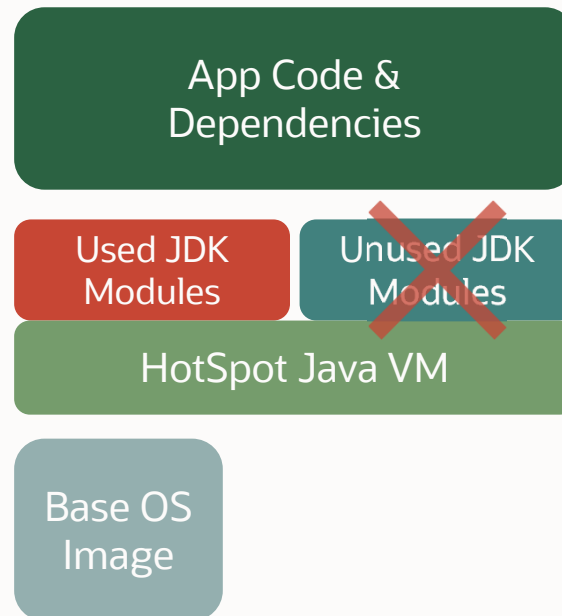 App Code &
Dependencies
Used JDK
Modules
Unused JDK
Modules
HotSpot Java VM
Base OS
Image